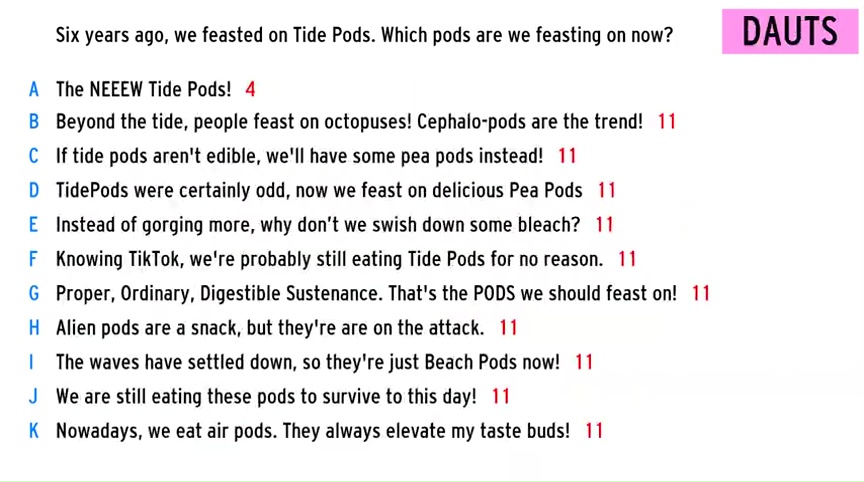 Six years ago, we feasted on Tide Pods. Which pods are we feasting on now?
DAUTS
A The NEEEW Tide Pods! 4
B Beyond the tide, people feast on octopuses! Cephalo-pods are the trend! 11
C If tide pods aren't edible, we'll have some pea pods instead! 11
D TidePods were certainly odd, now we feast on delicious Pea Pods 11
E Instead of gorging more, why don't we swish down some bleach? 11
F Knowing TikTok, we're probably still eating Tide Pods for no reason. 11
G Proper, Ordinary, Digestible Sustenance. That's the PODS we should feast on! 11
H Alien pods are a snack, but they're are on the attack. 11
I The waves have settled down, so they're just Beach Pods now! 11
J We are still eating these pods to survive to this day! 11
K Nowadays, we eat air pods. They always elevate my taste buds! 11